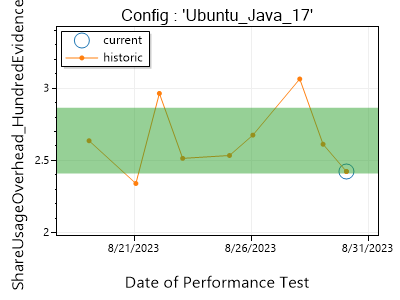 Config : 'Ubuntu_Java_17'
current
historic
ShareUsageOverhead_HundredEvidence
3
2.5
2
8/21/2023
8/26/2023
8/31/2023
Date of Performance Test